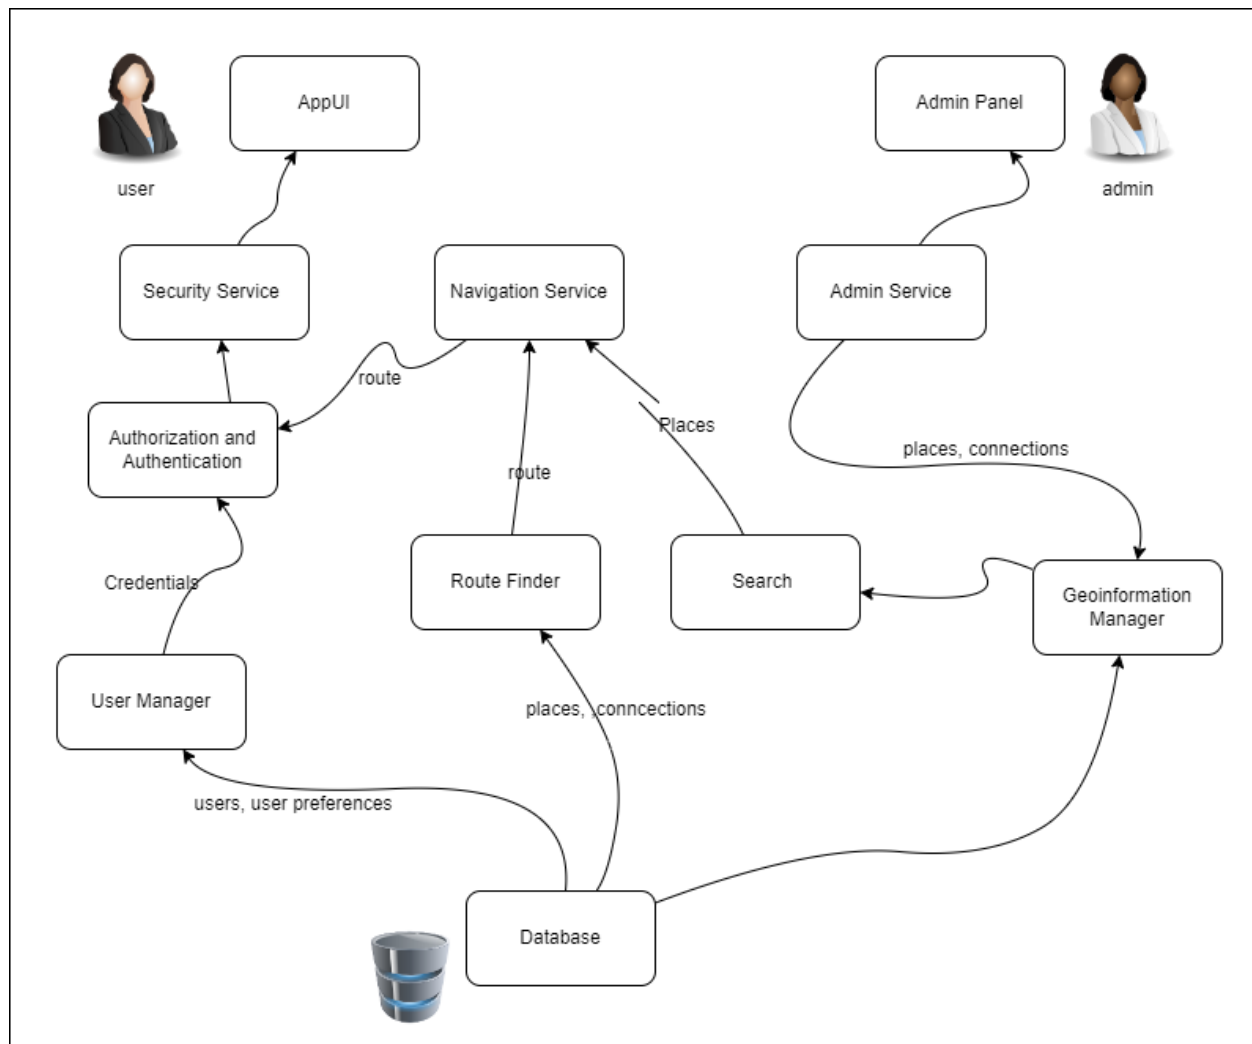 AppUI
Admin Panel
user
admin
Security Service
Navigation Service
Admin Service
route
Places
Authorization and
Authentication
places, connections
route
Credentials
Route Finder
Search
Geoinformation
Manager
User Manager
places, ,conncections
users, user preferences
Database